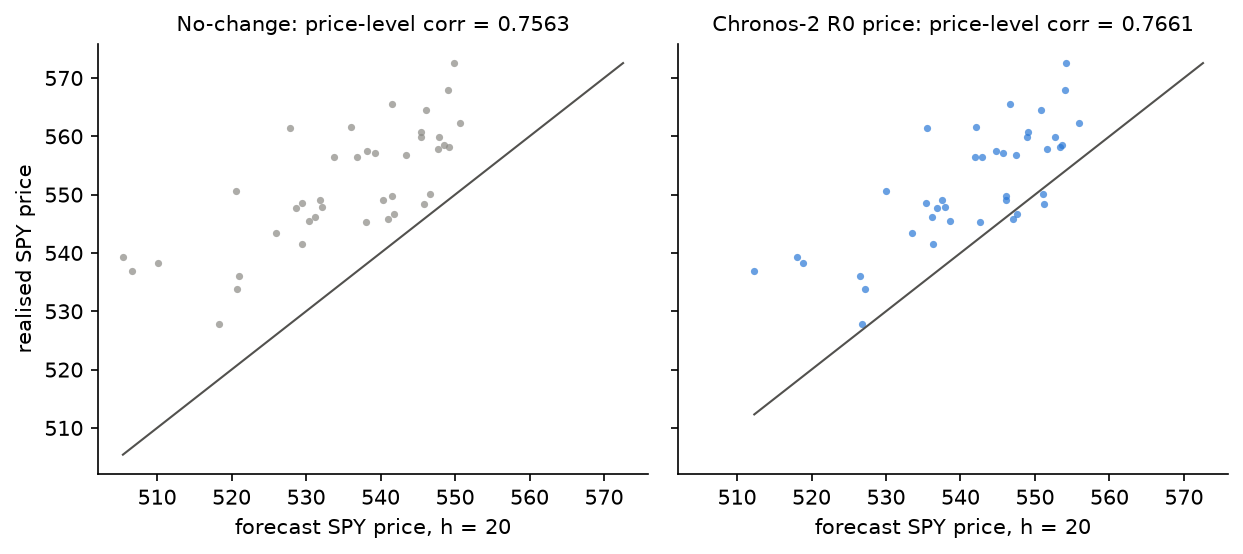 No-change: price-level corr = 0.7563
Chronos-2 R0 price: price-level corr = 0.7661
realised SPY price
570
560
550
540
530
520
510
510 520 530 540 550 560 570
510 520 530 540 550 560 570
forecast SPY price, h = 20
forecast SPY price, h = 20